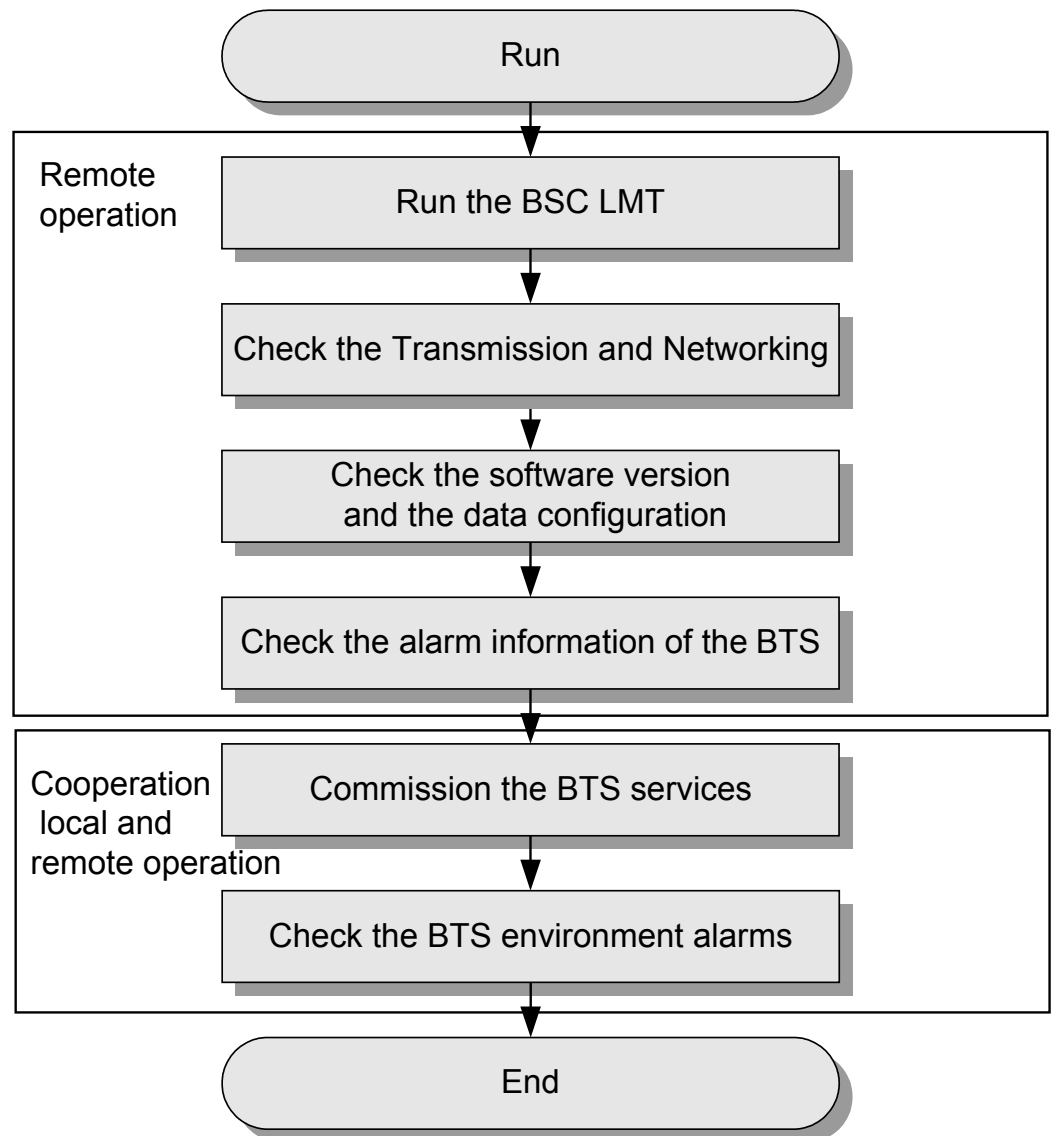 Run
Remote
operation
Run the BSC LMT
Check the Transmission and Networking
Check the software version
and the data configuration
Check the alarm information of the BTS
Cooperation
local and
remote operation
Commission the BTS services
Check the BTS environment alarms
End